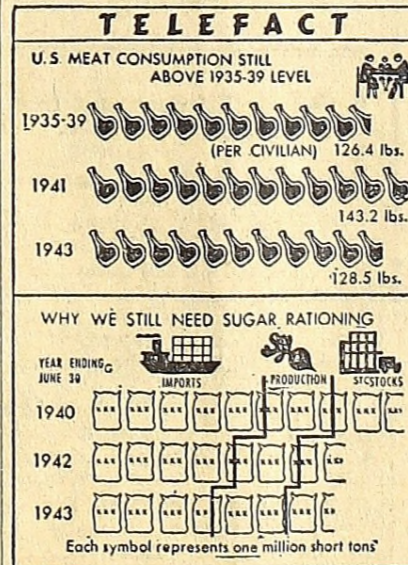 TELEFACT
U.S. MEAT CONSUMPTION STILL
ABOVE 1935-39 LEVEL
1935-39
(PER CIVILIAN) 126.4 lbs.
1941
143.2 lbs.
1943
128.5 lbs.
WHY WE STILL NEED SUGAR RATIONING
YEAR ENDING
JUNE 30
IMPORTS
PRODUCTION
STOCKS
1940
1942
1943
Each symbol represents one million short tons